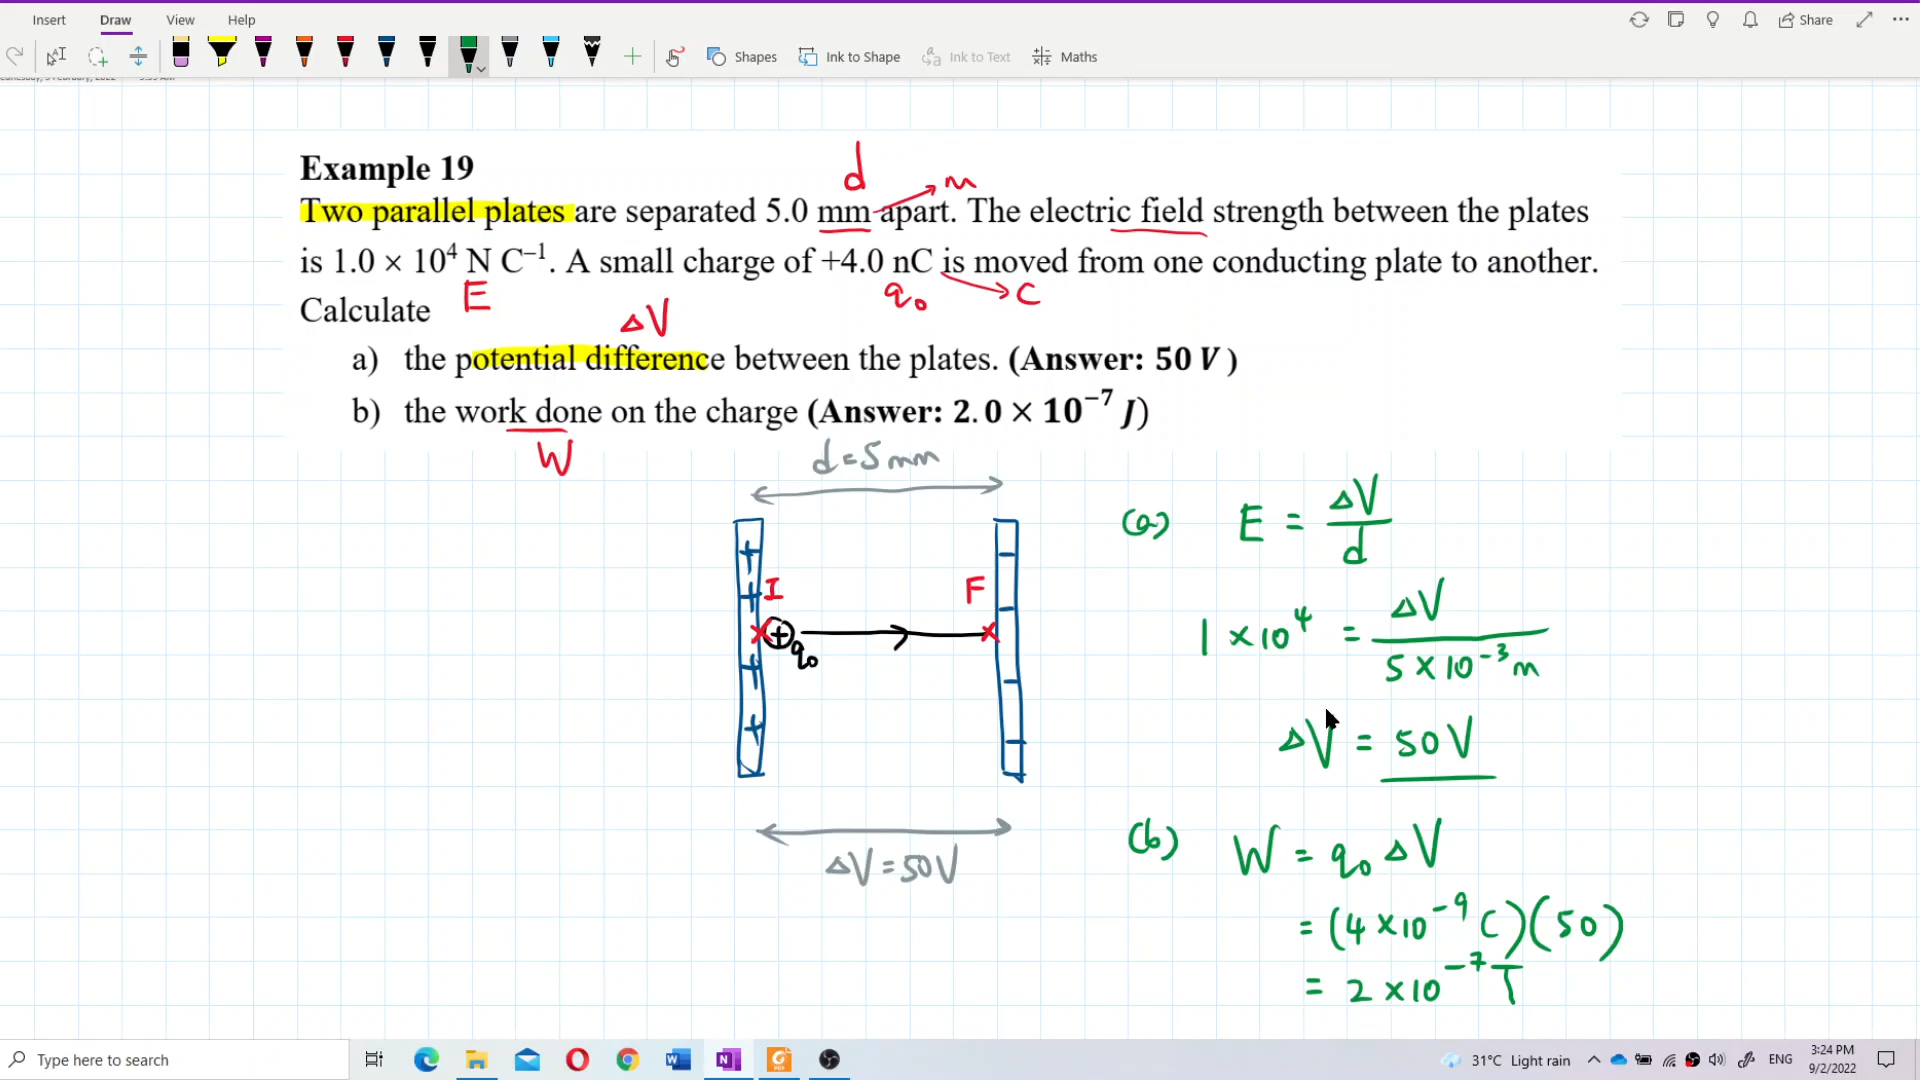 Insert Draw View Help
Share
Shapes Ink to Shape Ink to Text Maths
Example 19
d
m
Two parallel plates are separated 5.0 mm apart. The electric field strength between the plates
is 1.0 × 10⁴ N C⁻¹. A small charge of +4.0 nC is moved from one conducting plate to another.
E
q₀
C
Calculate
ΔV
a) the potential difference between the plates. (Answer: 50 V )
b) the work done on the charge (Answer: 2.0 × 10⁻⁷ J)
W
d = 5 mm
+
+ I F
+ q₀
+
+
ΔV = 50V
(a) E = ΔV / d
1 × 10⁴ = ΔV / 5 × 10⁻³ m
ΔV = 50V
(b) W = q₀ ΔV
= (4 × 10⁻⁹ C)(50)
= 2 × 10⁻⁷ J
Type here to search
31°C Light rain
ENG
3:24 PM
9/2/2022